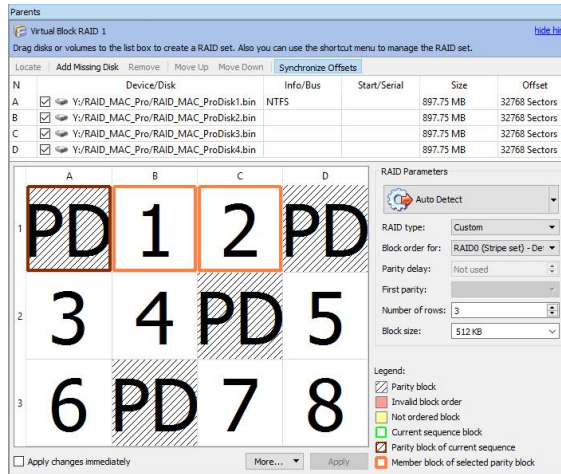 Parents
Virtual Block RAID 1 hide hi
Drag disks or volumes to the list box to create a RAID set. Also you can use the shortcut menu to manage the RAID set.
Locate Add Missing Disk Remove Move Up Move Down Synchronize Offsets
N Device/Disk Info/Bus Start/Serial Size Offset
A Y:/RAID_MAC_Pro/RAID_MAC_ProDisk1.bin NTFS 897.75 MB 32768 Sectors
B Y:/RAID_MAC_Pro/RAID_MAC_ProDisk2.bin 897.75 MB 32768 Sectors
C Y:/RAID_MAC_Pro/RAID_MAC_ProDisk3.bin 897.75 MB 32768 Sectors
D Y:/RAID_MAC_Pro/RAID_MAC_ProDisk4.bin 897.75 MB 32768 Sectors
A B C D
1 PD 1 2 PD
2 3 4 PD 5
3 6 PD 7 8
RAID Parameters
Auto Detect
RAID type: Custom
Block order for: RAID0 (Stripe set) - De
Parity delay: Not used
First parity:
Number of rows: 3
Block size: 512 KB
Legend:
Parity block
Invalid block order
Not ordered block
Current sequence block
Parity block of current sequence
Member block of selected parity block
Apply changes immediately More... Apply